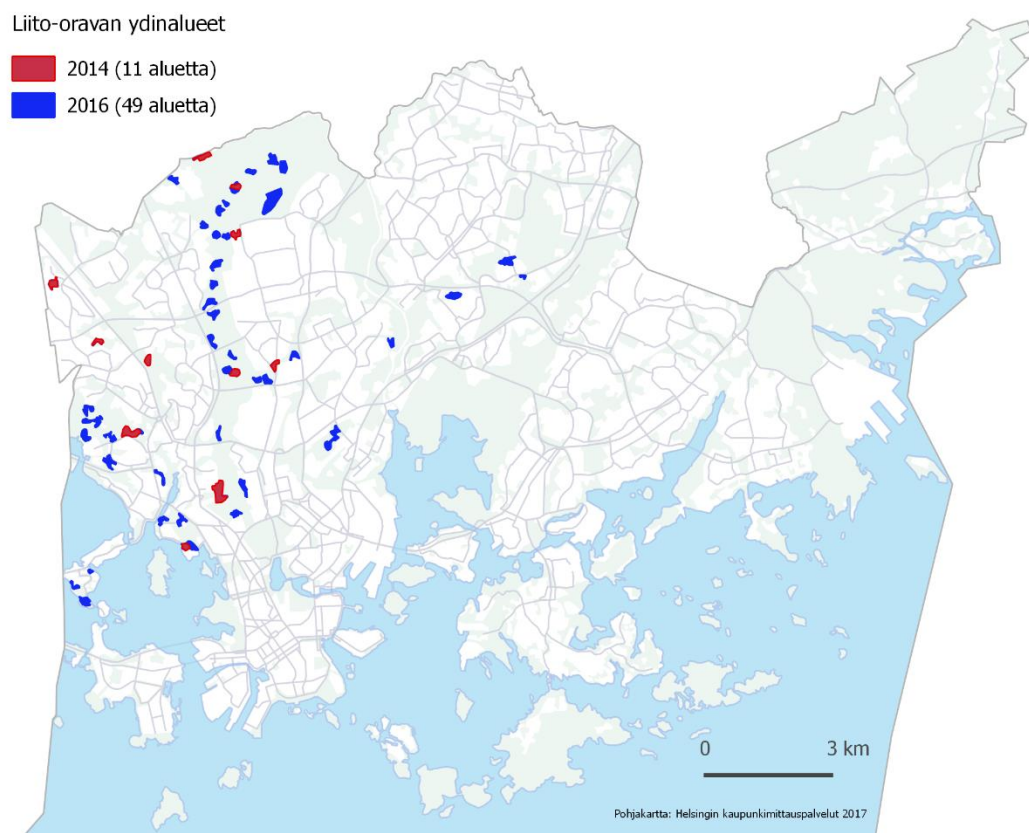 Liito-oravan ydinalueet
2014 (11 aluetta)
2016 (49 aluetta)
0 3 km
Pohjakartta: Helsingin kaupunkimittauspalvelut 2017